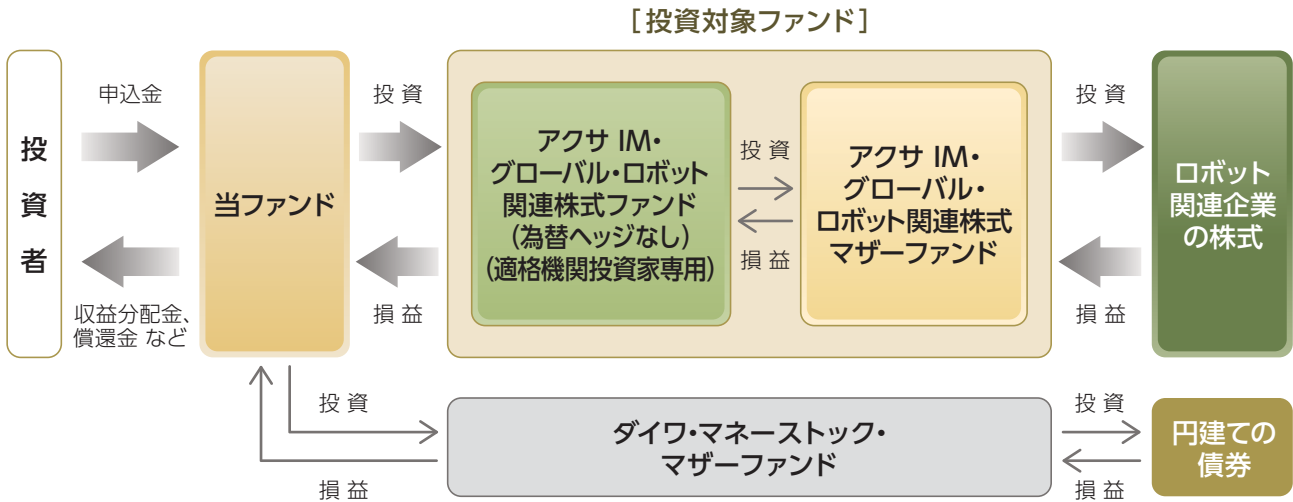 [投資対象ファンド]
投資者
申込金
収益分配金、
償還金 など
当ファンド
投 資
損 益
アクサ IM・
グローバル・ロボット
関連株式ファンド
(為替ヘッジなし)
(適格機関投資家専用)
投 資
損 益
アクサ IM・
グローバル・
ロボット関連株式
マザーファンド
投 資
損 益
ロボット
関連企業
の株式
投 資
損 益
ダイワ・マネーストック・
マザーファンド
投 資
損 益
円建ての
債券